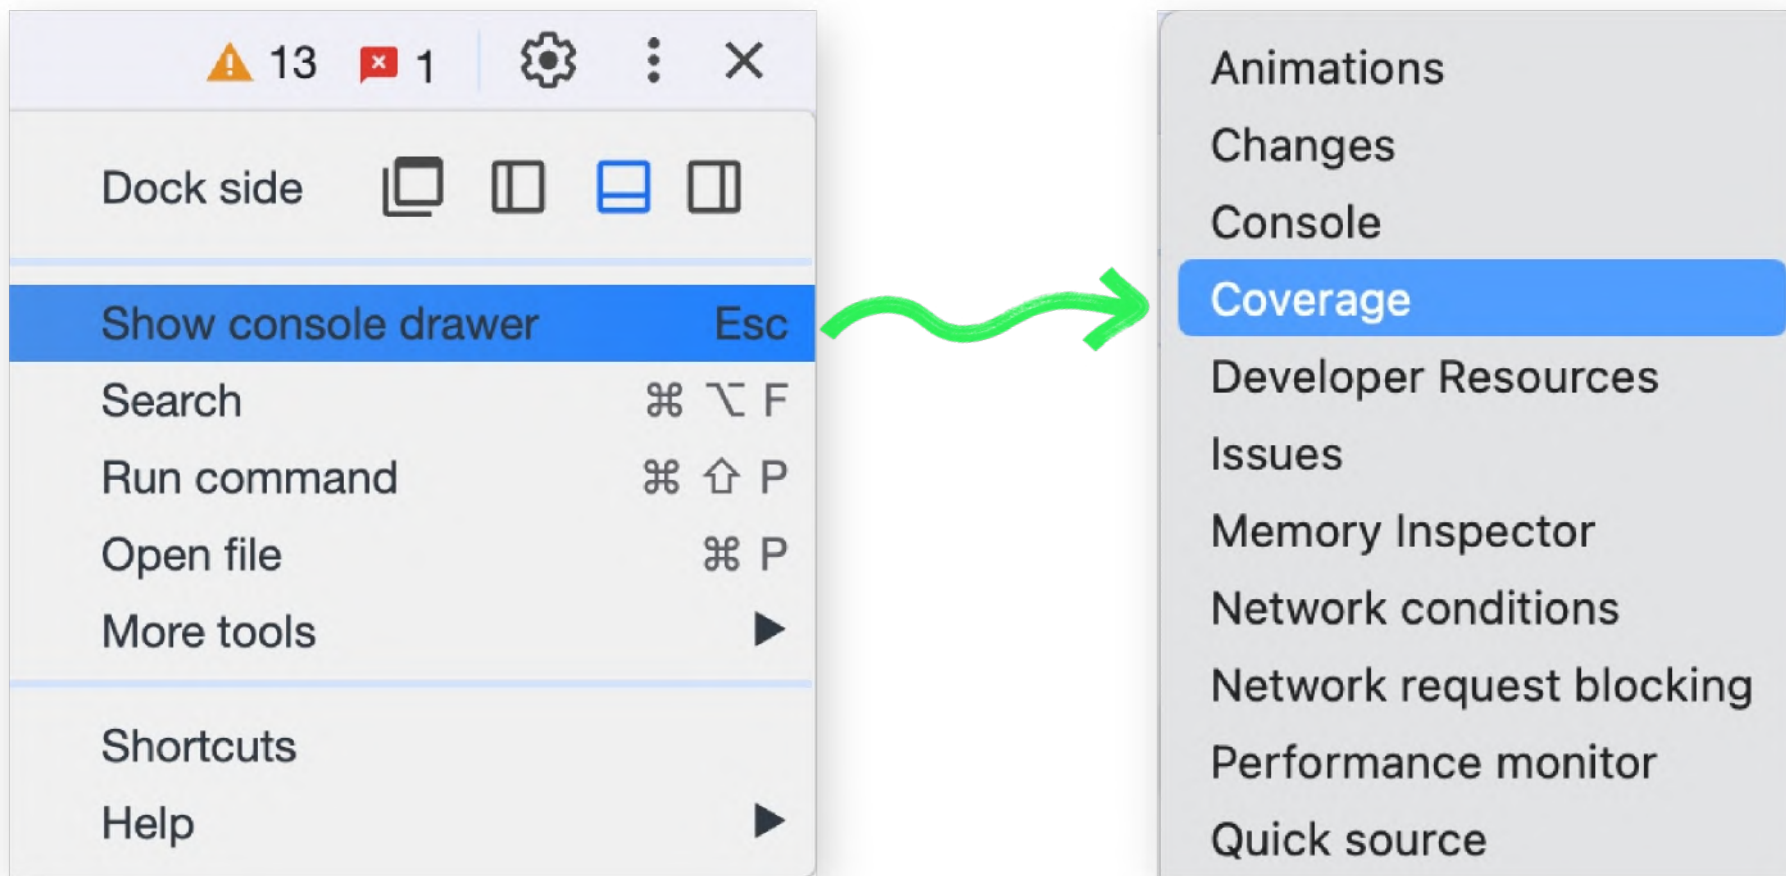 13 1
Dock side
Show console drawer Esc
Search ⌘ ⌥ F
Run command ⌘ ⇧ P
Open file ⌘ P
More tools ▶
Shortcuts
Help ▶
Animations
Changes
Console
Coverage
Developer Resources
Issues
Memory Inspector
Network conditions
Network request blocking
Performance monitor
Quick source